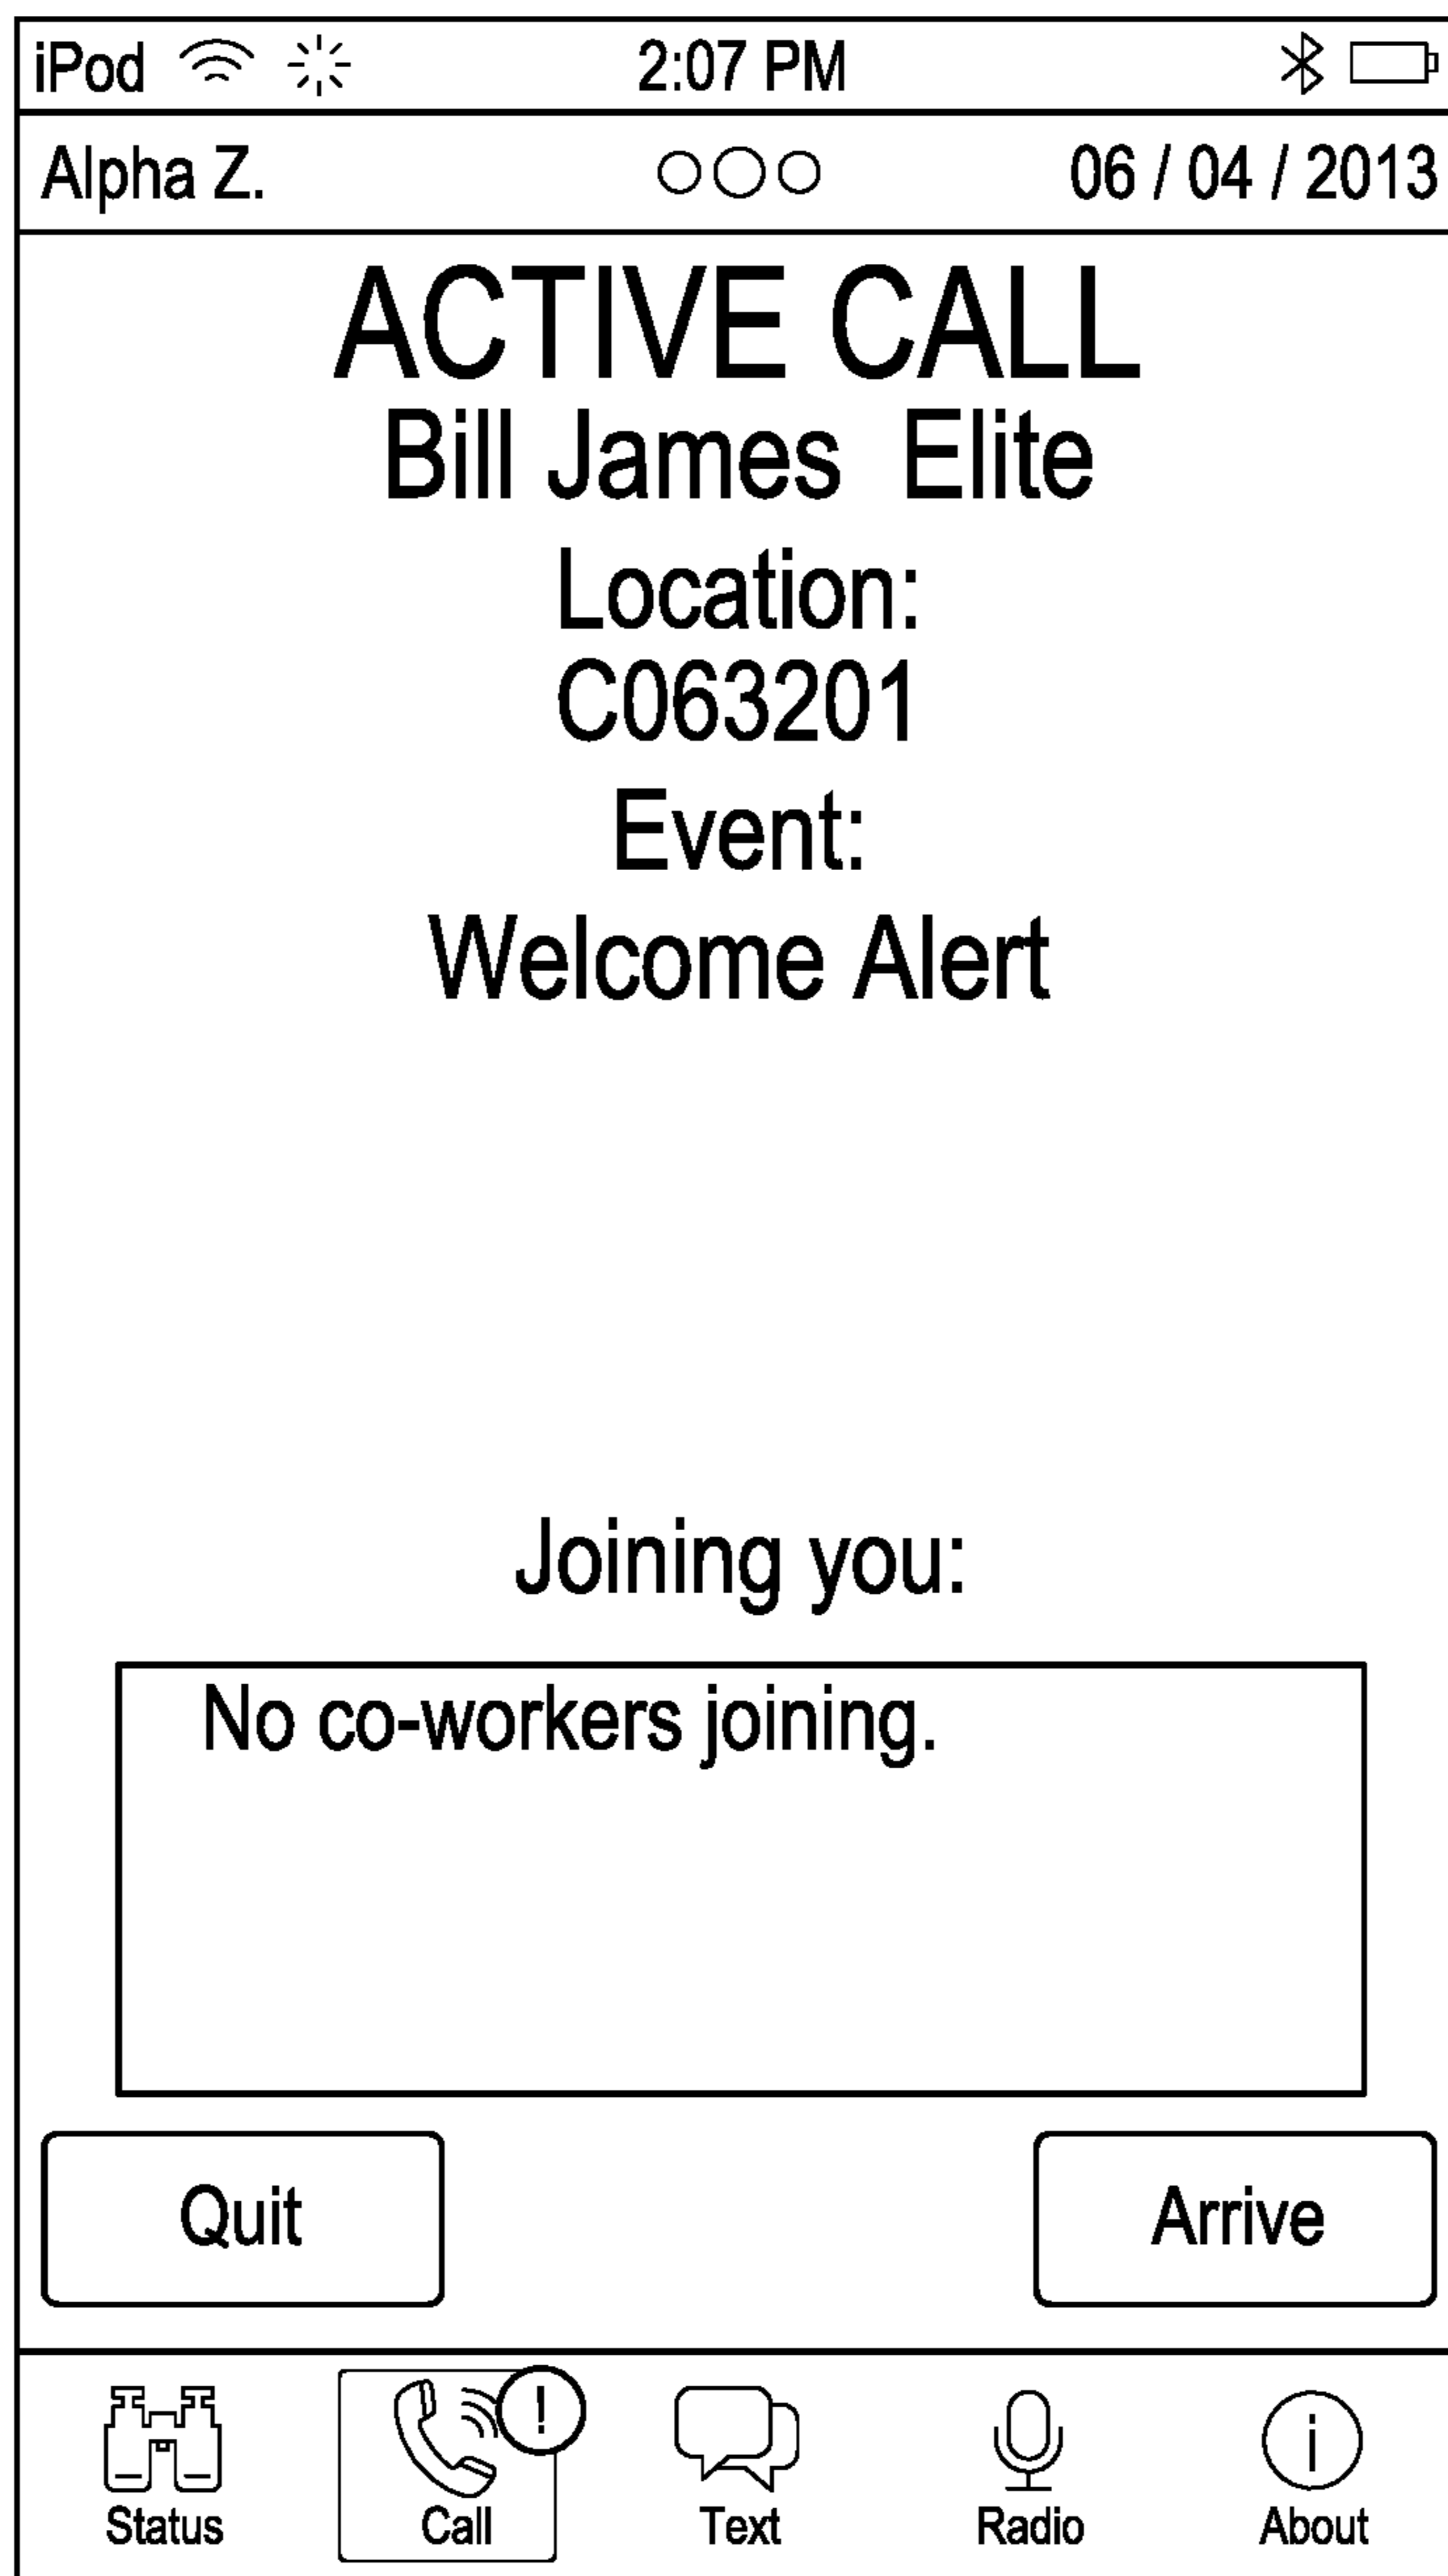 iPod 2:07 PM
Alpha Z. 06 / 04 / 2013
ACTIVE CALL
Bill James Elite
Location:
C063201
Event:
Welcome Alert
Joining you:
No co-workers joining.
Quit Arrive
!
i
Status Call Text Radio About